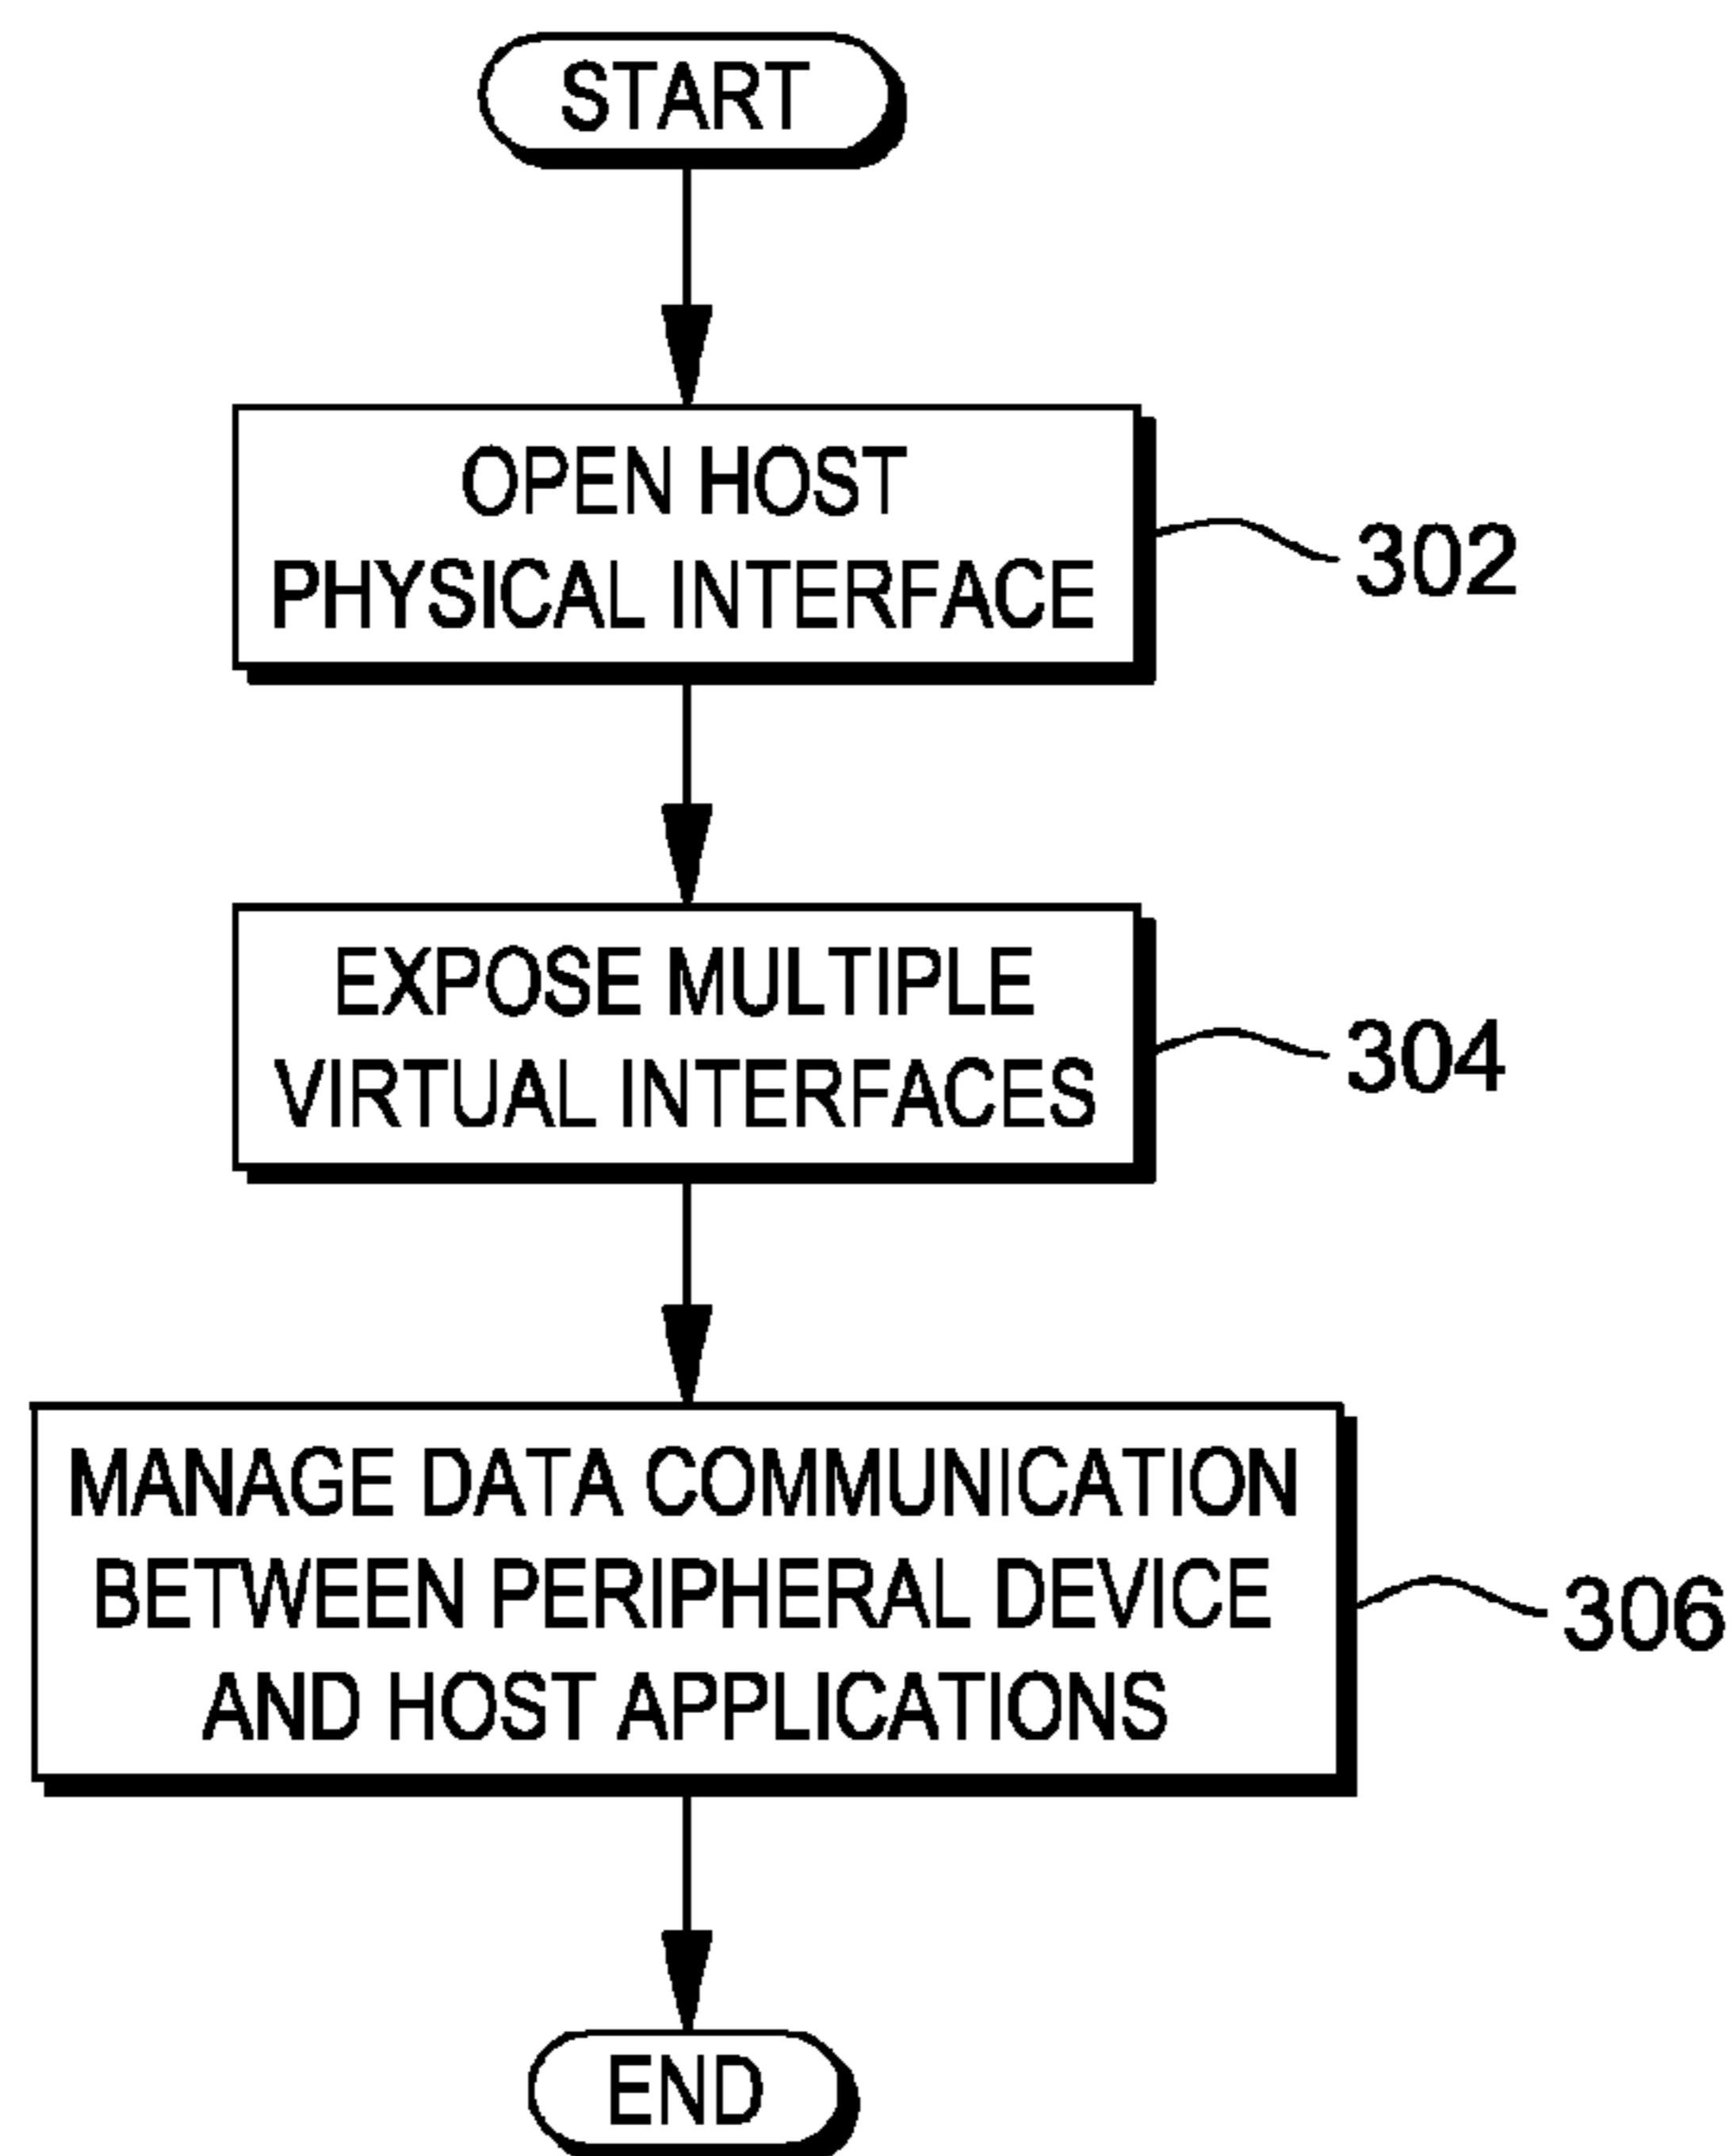 START
OPEN HOST
PHYSICAL INTERFACE
302
EXPOSE MULTIPLE
VIRTUAL INTERFACES
304
MANAGE DATA COMMUNICATION
BETWEEN PERIPHERAL DEVICE
AND HOST APPLICATIONS
306
END